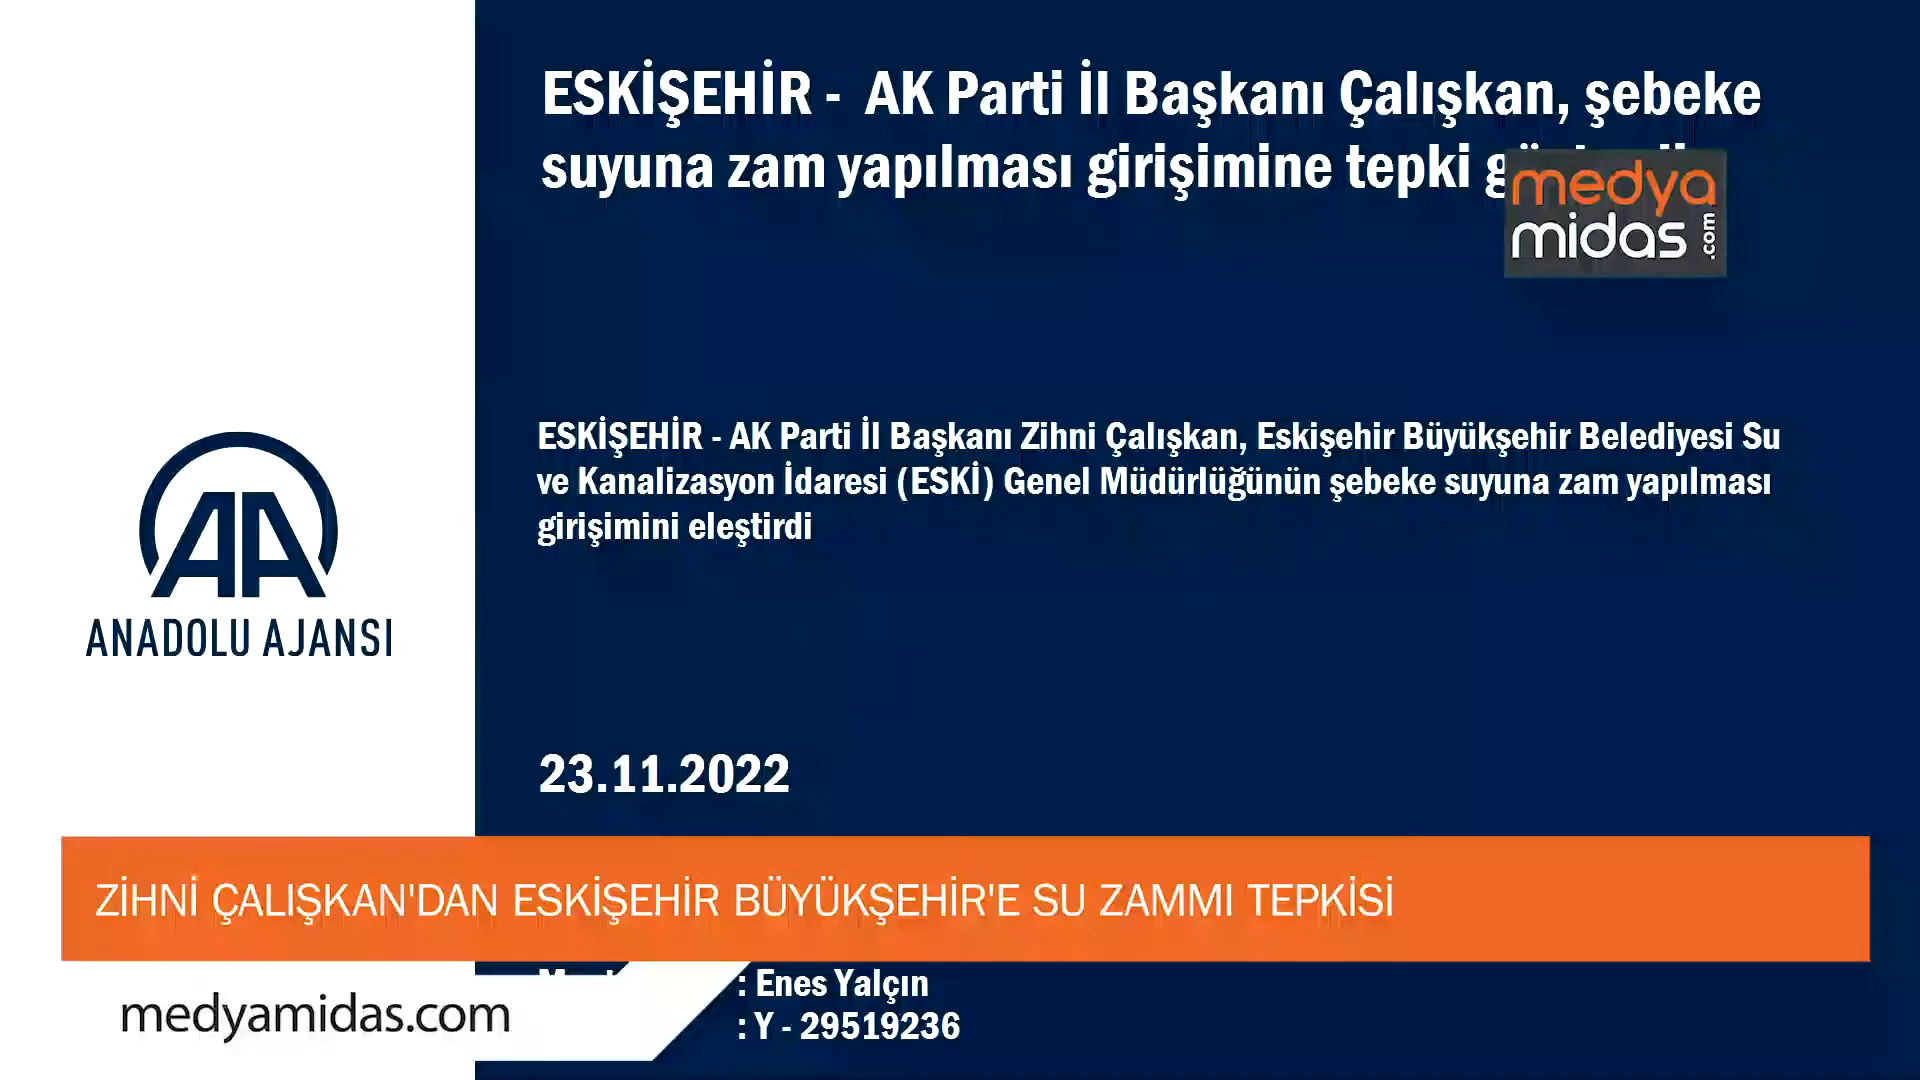 ESKİŞEHİR - AK Parti İl Başkanı Çalışkan, şebeke
suyuna zam yapılması girişimine tepki
medya
midas
.com
ESKİŞEHİR - AK Parti İl Başkanı Zihni Çalışkan, Eskişehir Büyükşehir Belediyesi Su
ve Kanalizasyon İdaresi (ESKİ) Genel Müdürlüğünün şebeke suyuna zam yapılması
girişimini eleştirdi
AA
ANADOLU AJANSI
23.11.2022
ZİHNİ ÇALIŞKAN'DAN ESKİŞEHİR BÜYÜKŞEHİR'E SU ZAMMI TEPKİSİ
: Enes Yalçın
: Y - 29519236
medyamidas.com